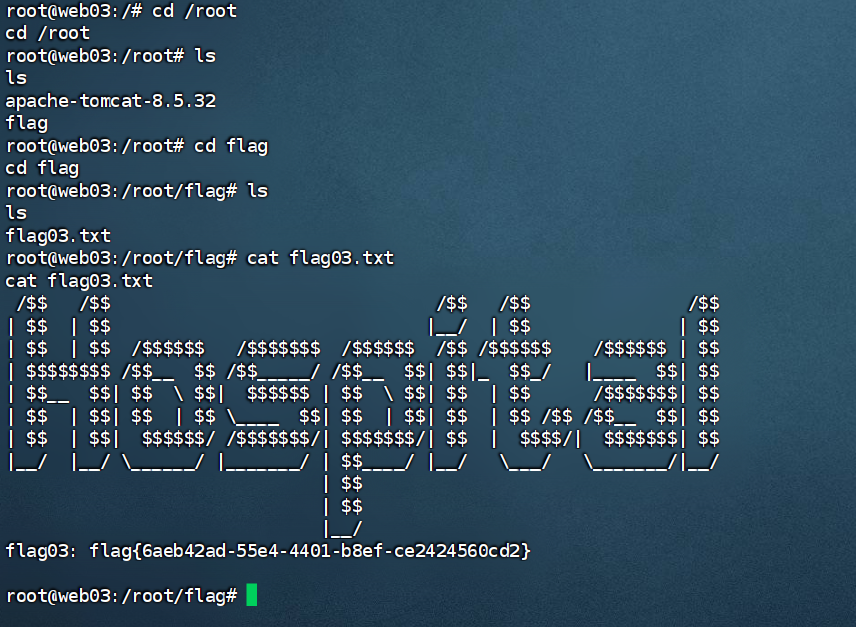 root@web03:/# cd /root
cd /root
root@web03:/root# ls
ls
apache-tomcat-8.5.32
flag
root@web03:/root# cd flag
cd flag
root@web03:/root/flag# ls
ls
flag03.txt
root@web03:/root/flag# cat flag03.txt
cat flag03.txt
 /$$   /$$                               /$$   /$$               /$$
| $$  | $$                              |__/  | $$              | $$
| $$  | $$  /$$$$$$   /$$$$$$$  /$$$$$$  /$$ /$$$$$$    /$$$$$$ | $$
| $$$$$$$$ /$$__  $$ /$$_____/ /$$__  $$| $$|_  $$_/   |____  $$| $$
| $$__  $$| $$  \ $$|  $$$$$$ | $$  \ $$| $$  | $$      /$$$$$$$| $$
| $$  | $$| $$  | $$ \____  $$| $$  | $$| $$  | $$ /$$ /$$__  $$| $$
| $$  | $$|  $$$$$$/ /$$$$$$$/| $$$$$$$/| $$  |  $$$$/|  $$$$$$$| $$
|__/  |__/ \______/ |_______/ | $$____/ |__/   \___/   \_______/|__/
                              | $$
                              | $$
                              |__/
flag03: flag{6aeb42ad-55e4-4401-b8ef-ce2424560cd2}
root@web03:/root/flag#